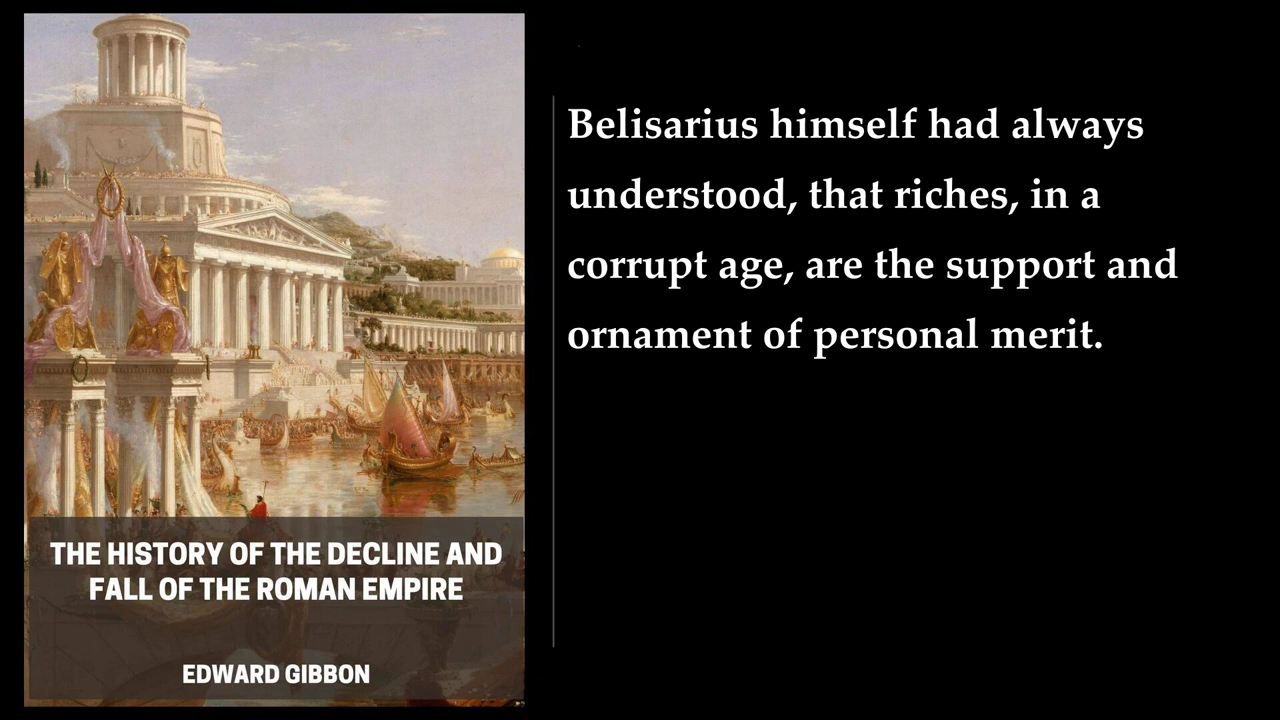 Belisarius himself had always
understood, that riches, in a
corrupt age, are the support and
ornament of personal merit.
THE HISTORY OF THE DECLINE AND
FALL OF THE ROMAN EMPIRE
EDWARD GIBBON